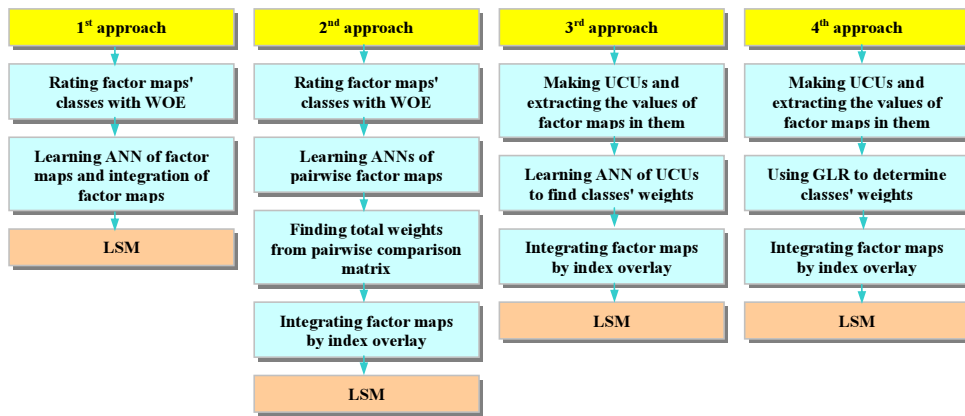 1st approach
Rating factor maps'
classes with WOE
Learning ANN of factor
maps and integration of
factor maps
LSM
2nd approach
Rating factor maps'
classes with WOE
Learning ANNs of
pairwise factor maps
Finding total weights
from pairwise comparison
matrix
Integrating factor maps
by index overlay
LSM
3rd approach
Making UCUs and
extracting the values of
factor maps in them
Learning ANN of UCUs
to find classes' weights
Integrating factor maps
by index overlay
LSM
4th approach
Making UCUs and
extracting the values of
factor maps in them
Using GLR to determine
classes' weights
Integrating factor maps
by index overlay
LSM